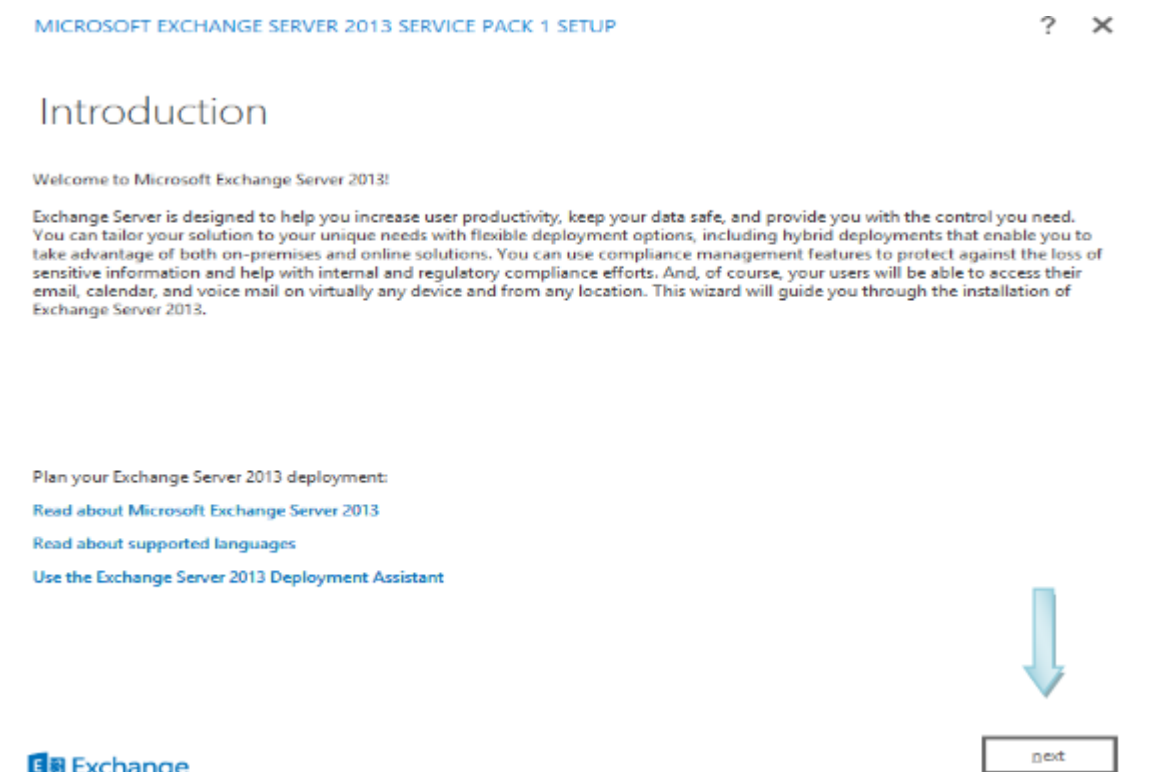 MICROSOFT EXCHANGE SERVER 2013 SERVICE PACK 1 SETUP
?
Introduction
Welcome to Microsoft Exchange Server 2013!
Exchange Server is designed to help you increase user productivity, keep your data safe, and provide you with the control you need.
You can tailor your solution to your unique needs with flexible deployment options, including hybrid deployments that enable you to
take advantage of both on-premises and online solutions. You can use compliance management features to protect against the loss of
sensitive information and help with internal and regulatory compliance efforts. And, of course, your users will be able to access their
email, calendar, and voice mail on virtually any device and from any location. This wizard will guide you through the installation of
Exchange Server 2013.
Plan your Exchange Server 2013 deployment:
Read about Microsoft Exchange Server 2013
Read about supported languages
Use the Exchange Server 2013 Deployment Assistant
next
Exchange